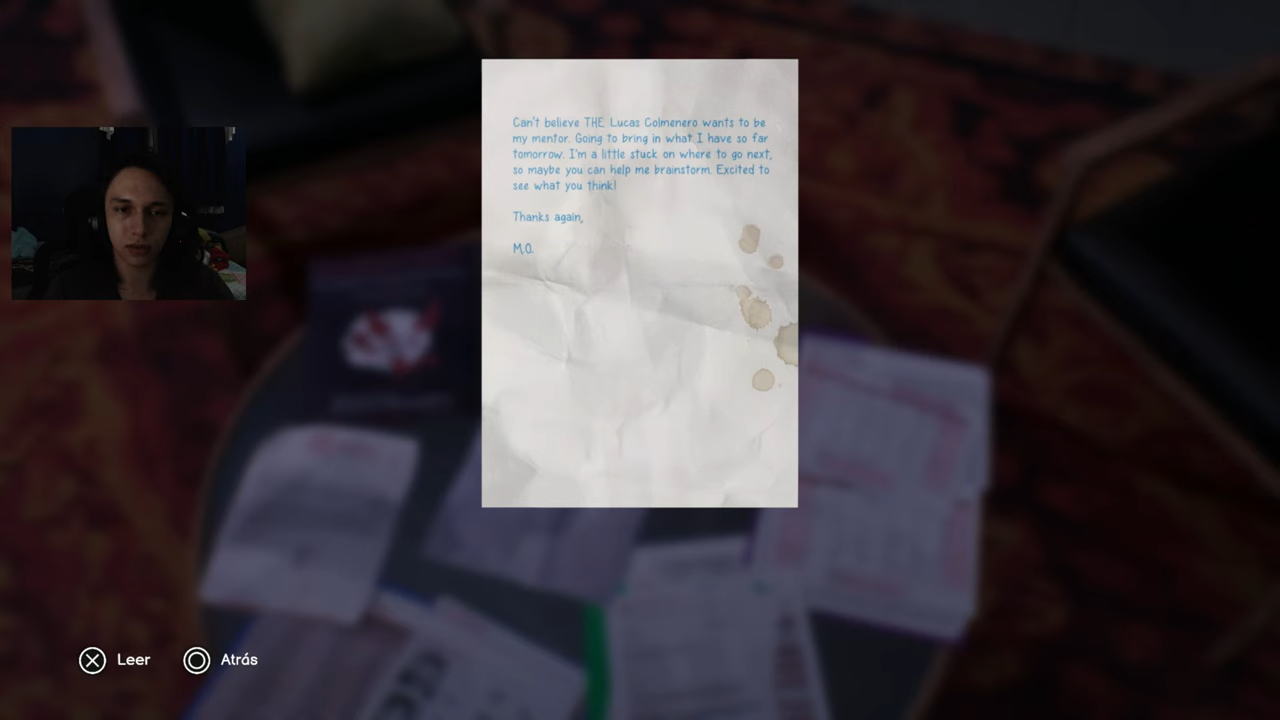 Can't believe THE Lucas Colmenero wants to be
my mentor. Going to bring in what I have so far
tomorrow. I'm a little stuck on where to go next,
so maybe you can help me brainstorm. Excited to
see what you think!
Thanks again,
M.O.
Leer
Atrás